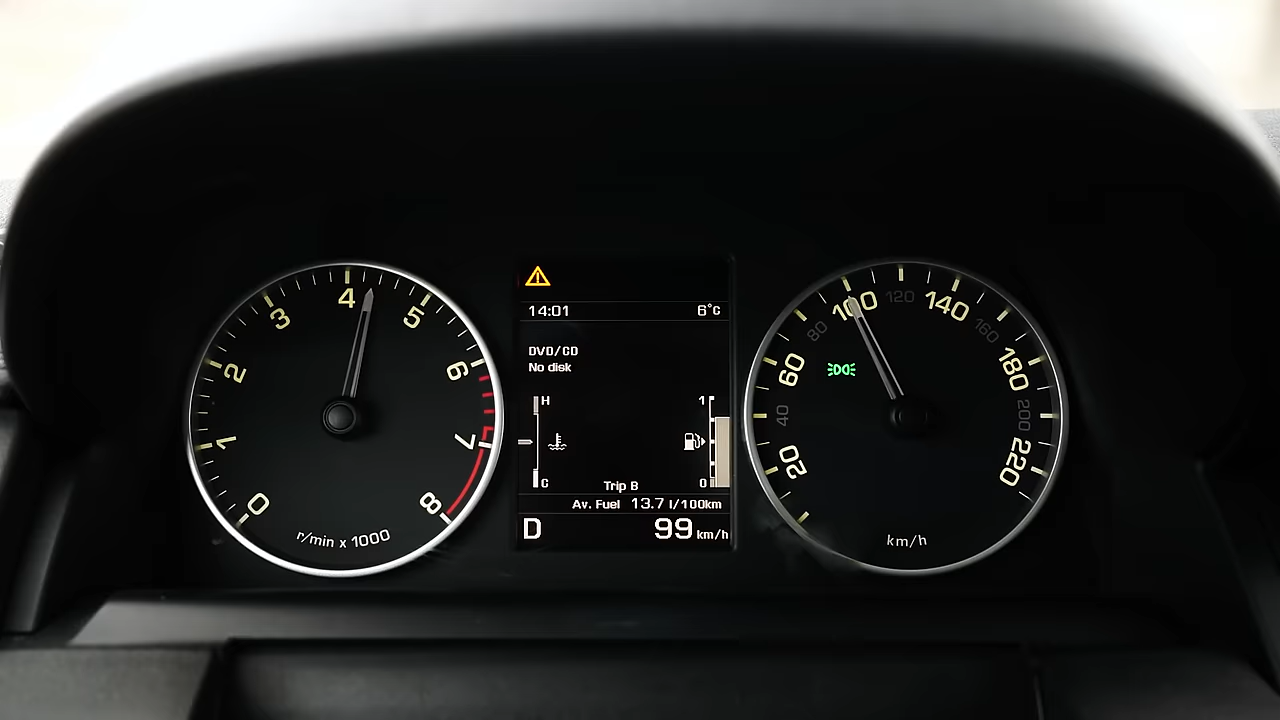 0
1
2
3
4
5
6
7
8
r/min x 1000
14:01 6°c
DVD/CD
No disk
H 1
C 0
Trip B
Av. Fuel 13.7 l/100km
D 99 km/h
20
40
60
80
100
120
140
160
180
200
220
km/h